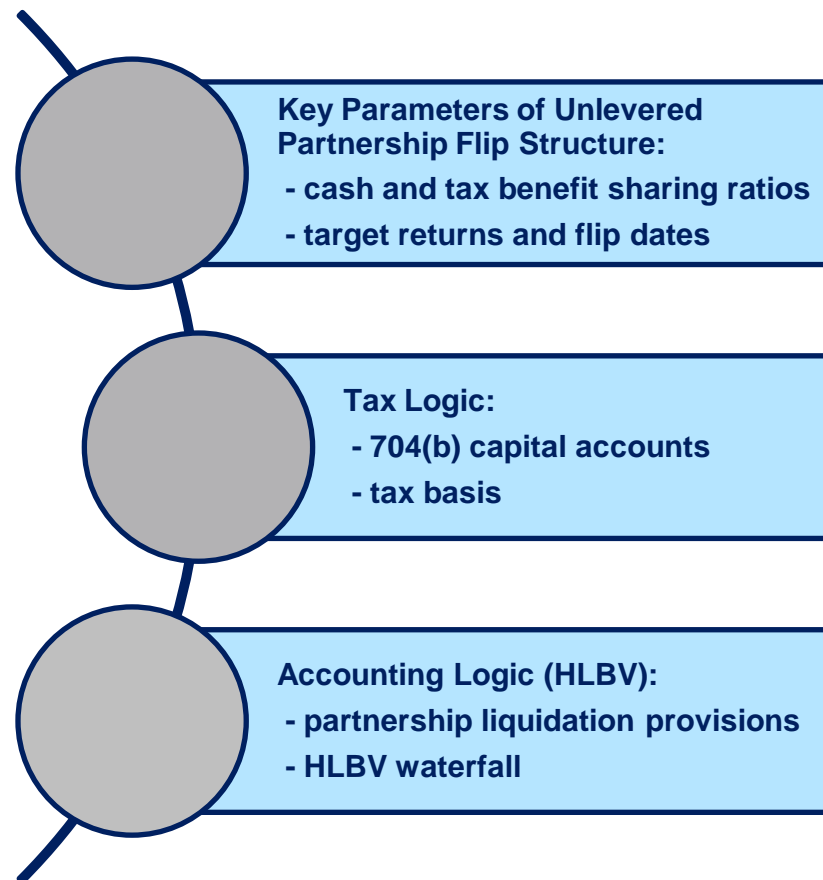 Key Parameters of Unlevered
Partnership Flip Structure:
- cash and tax benefit sharing ratios
- target returns and flip dates
Tax Logic:
- 704(b) capital accounts
- tax basis
Accounting Logic (HLBV):
- partnership liquidation provisions
- HLBV waterfall